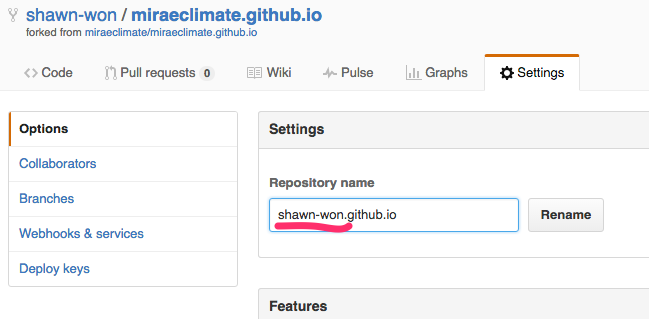 shawn-won / miraeclimate.github.io
forked from miraeclimate/miraeclimate.github.io
Code Pull requests 0 Wiki Pulse Graphs Settings
Options
Collaborators
Branches
Webhooks & services
Deploy keys
Settings
Repository name
shawn-won.github.io Rename
Features